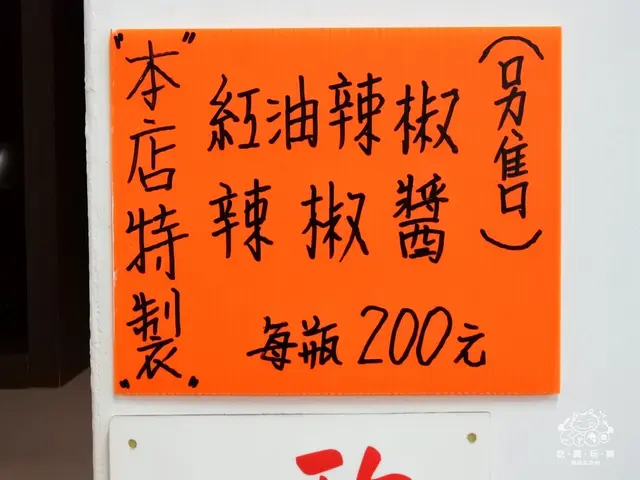 "本店特製"
紅油辣椒
辣椒醬
(另售)
每瓶200元